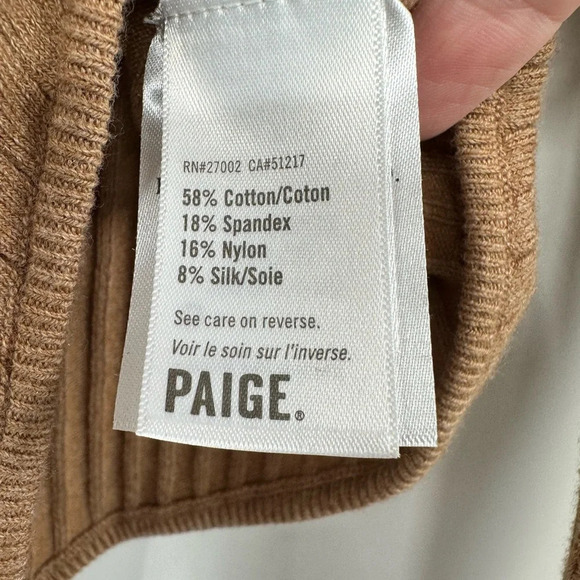 RN#27002 CA#51217
58% Cotton/Coton
18% Spandex
16% Nylon
8% Silk/Soie
See care on reverse.
Voir le soin sur l'inverse.
PAIGE®